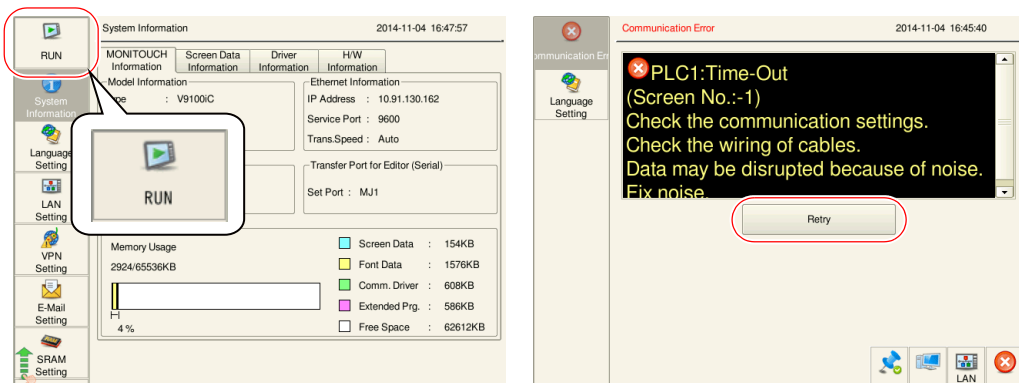 System Information
2014-11-04 16:47:57
RUN
MONITOUCH Information
Screen Data Information
Driver Information
H/W Information
System Information
Language Setting
LAN Setting
VPN Setting
E-Mail Setting
SRAM Setting
RUN
Model Information
: V9100iC
Ethernet Information
IP Address : 10.91.130.162
Service Port : 9600
Trans.Speed : Auto
Transfer Port for Editor (Serial)
Set Port : MJ1
Memory Usage
2924/65536KB
4 %
Screen Data : 154KB
Font Data : 1576KB
Comm. Driver : 608KB
Extended Prg. : 586KB
Free Space : 62612KB
Communication Error
2014-11-04 16:45:40
ommunication Er
Language Setting
PLC1:Time-Out
(Screen No.:-1)
Check the communication settings.
Check the wiring of cables.
Data may be disrupted because of noise.
Fix noise.
Retry
LAN